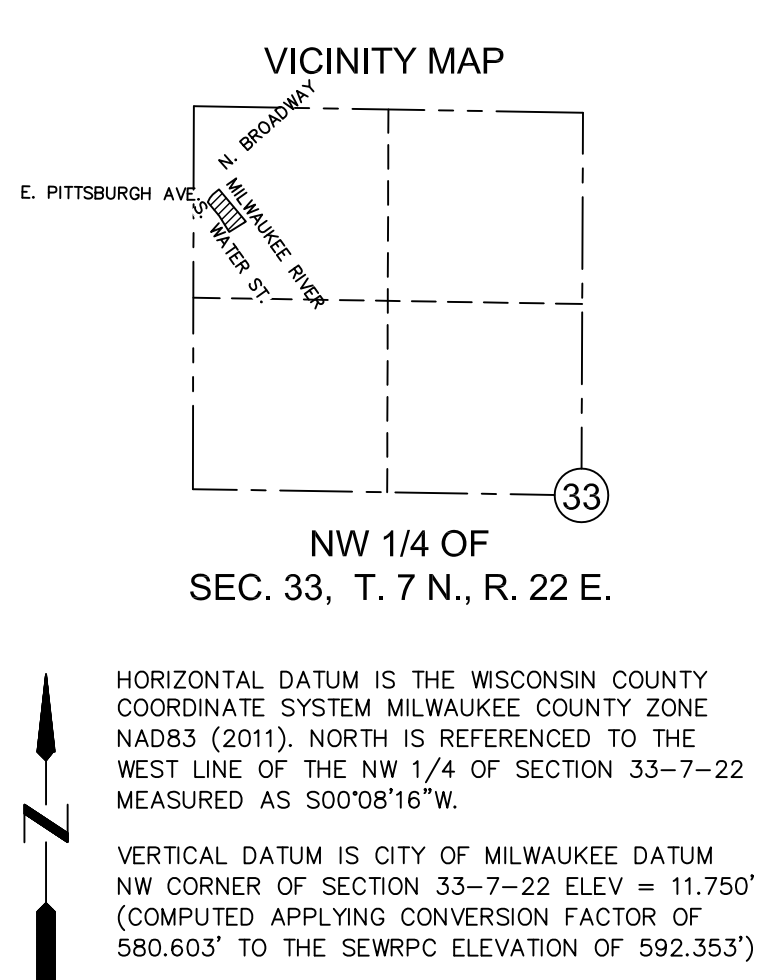 VICINITY MAP
N. BROADWAY
E. PITTSBURGH AVE.
MILWAUKEE RIVER
S. WATER ST.
33
NW 1/4 OF
SEC. 33, T. 7 N., R. 22 E.
HORIZONTAL DATUM IS THE WISCONSIN COUNTY
COORDINATE SYSTEM MILWAUKEE COUNTY ZONE
NAD83 (2011). NORTH IS REFERENCED TO THE
WEST LINE OF THE NW 1/4 OF SECTION 33-7-22
MEASURED AS S00°08'16"W.
N
VERTICAL DATUM IS CITY OF MILWAUKEE DATUM
NW CORNER OF SECTION 33-7-22 ELEV = 11.750'
(COMPUTED APPLYING CONVERSION FACTOR OF
580.603' TO THE SEWRPC ELEVATION OF 592.353')